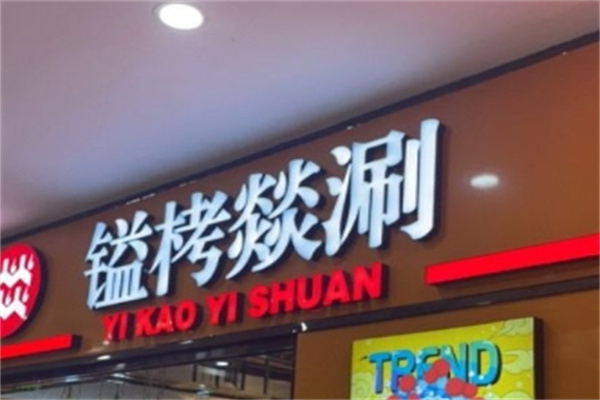 镒栲燚涮
YI KAO YI SHUAN
TREND